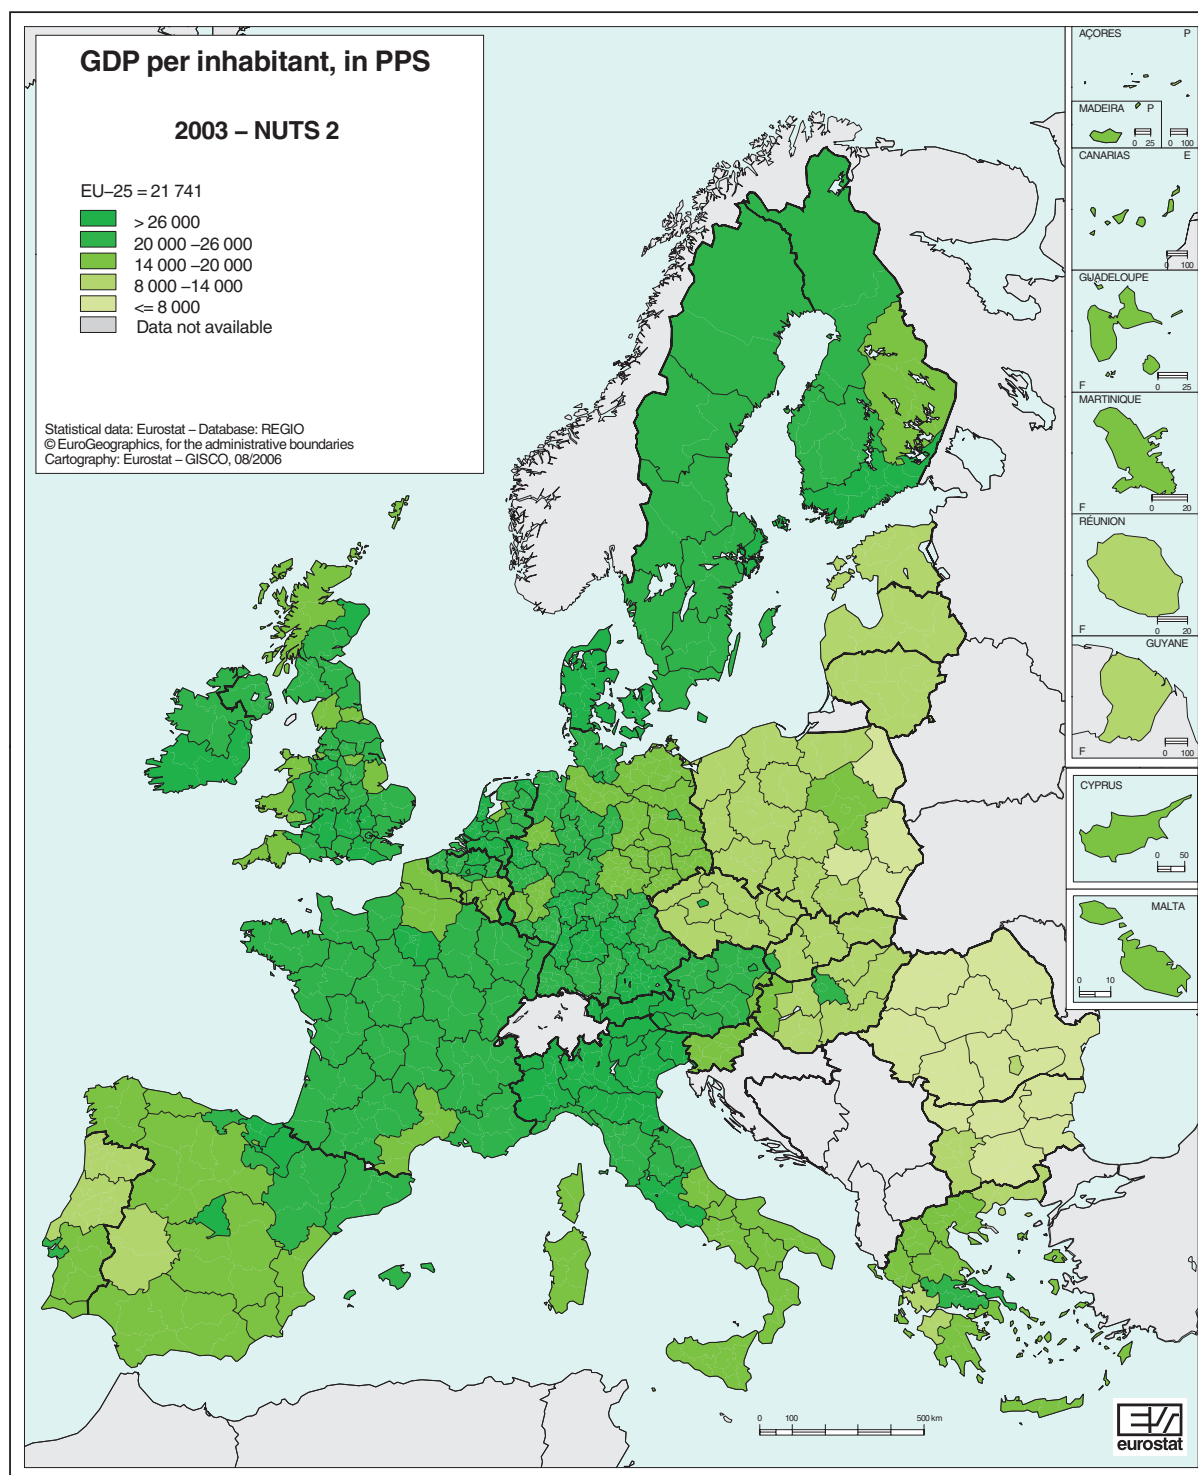 GDP per inhabitant, in PPS
2003 – NUTS 2
EU–25 = 21 741
> 26 000
20 000 –26 000
14 000 –20 000
8 000 –14 000
<= 8 000
Data not available
Statistical data: Eurostat – Database: REGIO
© EuroGeographics, for the administrative boundaries
Cartography: Eurostat – GISCO, 08/2006
AÇORES P
MADEIRA P
0 25 0 100
CANARIAS E
0 100
GUADELOUPE
F 0 25
MARTINIQUE
F 0 20
RÉUNION
F 0 20
GUYANE
F 0 100
CYPRUS
0 50
MALTA
0 10
0 100 500 km
eurostat